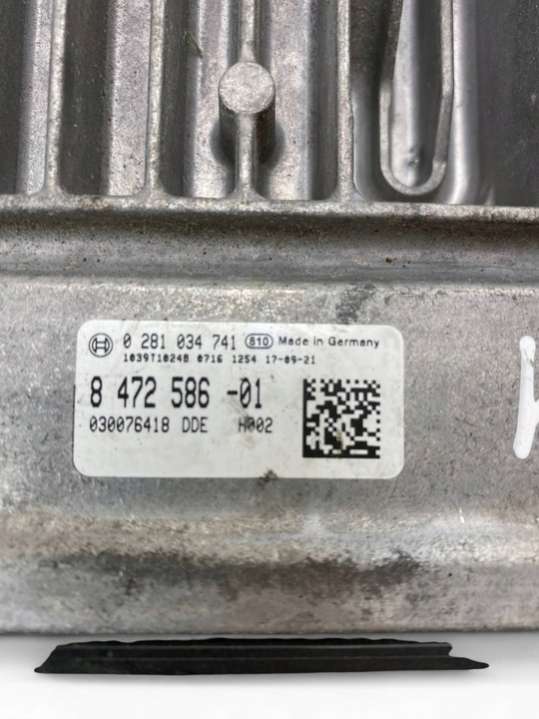 0 281 034 741 810 Made in Germany
1039T10248 0716 1254 17-09-21
8 472 586 -01
030076418 DDE H002